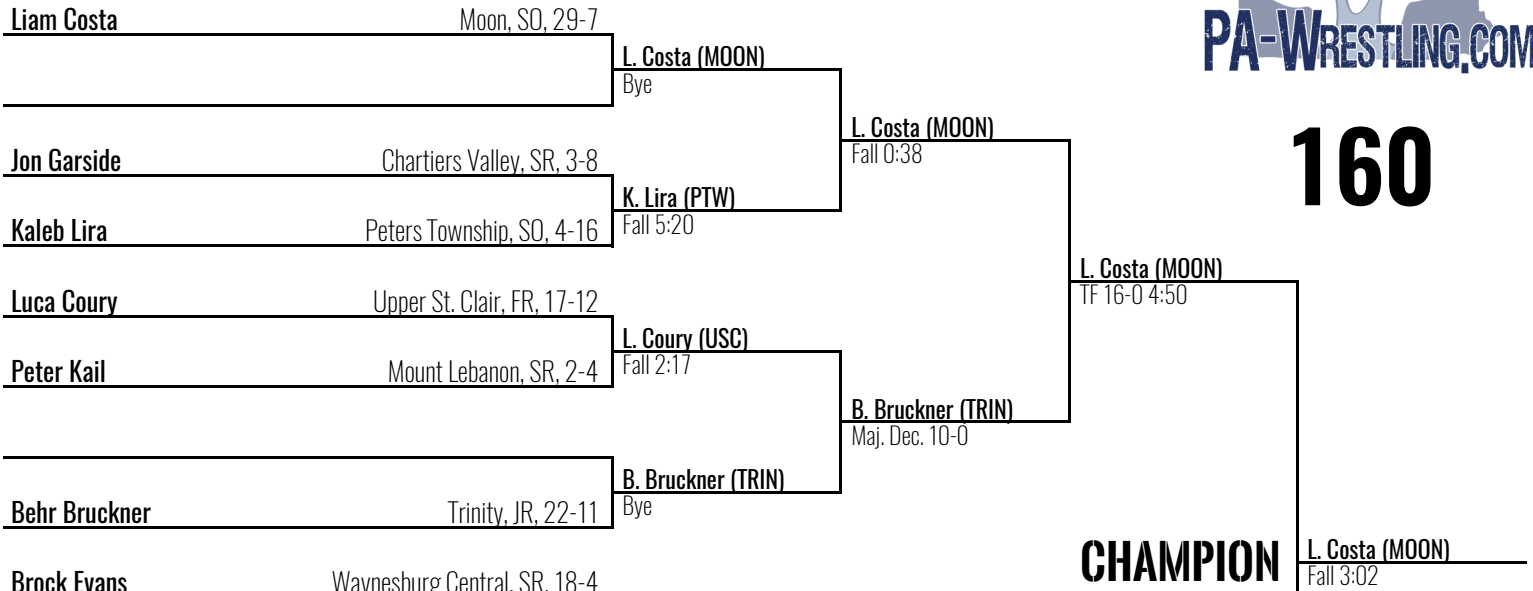 Liam Costa Moon, SO, 29-7
L. Costa (MOON)
Bye
Jon Garside Chartiers Valley, SR, 3-8
Kaleb Lira Peters Township, SO, 4-16
K. Lira (PTW)
Fall 5:20
L. Costa (MOON)
Fall 0:38
Luca Coury Upper St. Clair, FR, 17-12
Peter Kail Mount Lebanon, SR, 2-4
L. Coury (USC)
Fall 2:17
Behr Bruckner Trinity, JR, 22-11
B. Bruckner (TRIN)
Bye
B. Bruckner (TRIN)
Maj. Dec. 10-0
L. Costa (MOON)
TF 16-0 4:50
Brock Evans Waynesburg Central, SR, 18-4
PA-WRESTLING.COM
160
CHAMPION
L. Costa (MOON)
Fall 3:02